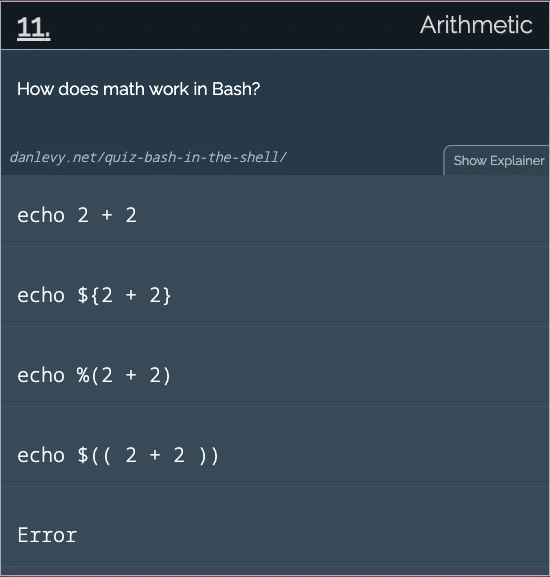 11.
Arithmetic
How does math work in Bash?
danlevy.net/quiz-bash-in-the-shell/
Show Explainer
echo 2 + 2
echo ${2 + 2}
echo %(2 + 2)
echo $(( 2 + 2 ))
Error